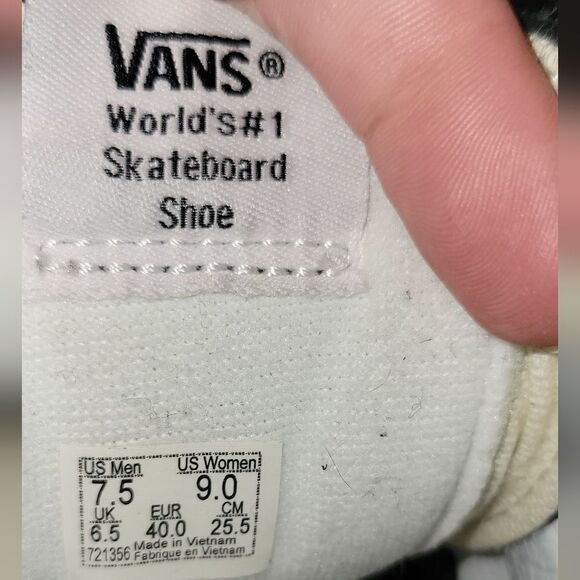 VANS®
World's#1
Skateboard
Shoe
US Men US Women
7.5 9.0
UK EUR CM
6.5 40.0 25.5
721356 Made in Vietnam
Fabrique en Vietnam